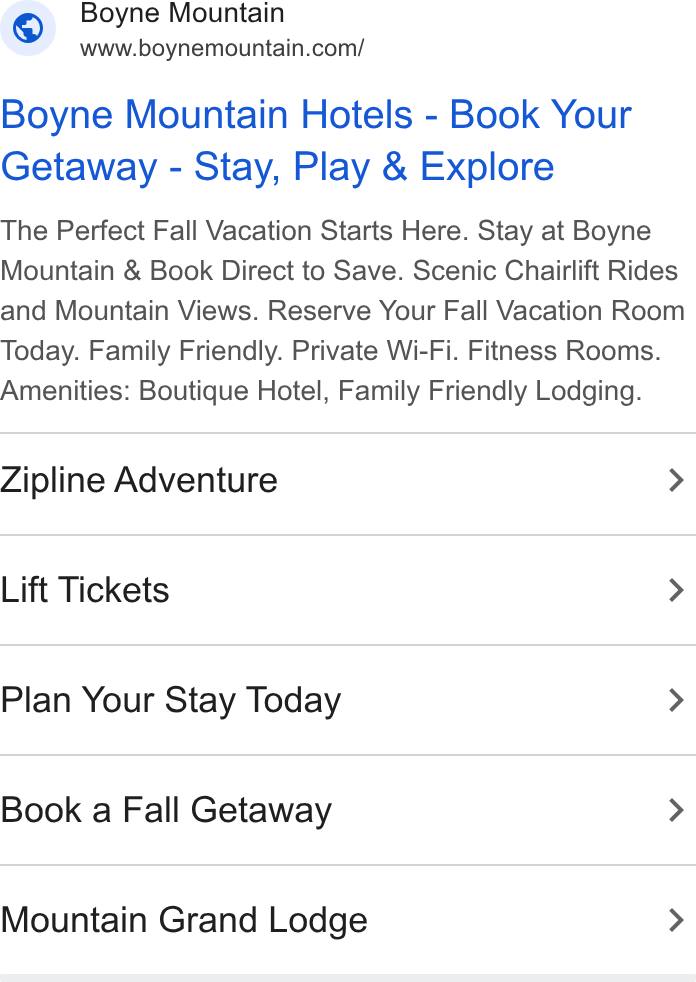 Boyne Mountain
www.boynemountain.com/
Boyne Mountain Hotels - Book Your
Getaway - Stay, Play & Explore
The Perfect Fall Vacation Starts Here. Stay at Boyne
Mountain & Book Direct to Save. Scenic Chairlift Rides
and Mountain Views. Reserve Your Fall Vacation Room
Today. Family Friendly. Private Wi-Fi. Fitness Rooms.
Amenities: Boutique Hotel, Family Friendly Lodging.
Zipline Adventure
Lift Tickets
Plan Your Stay Today
Book a Fall Getaway
Mountain Grand Lodge